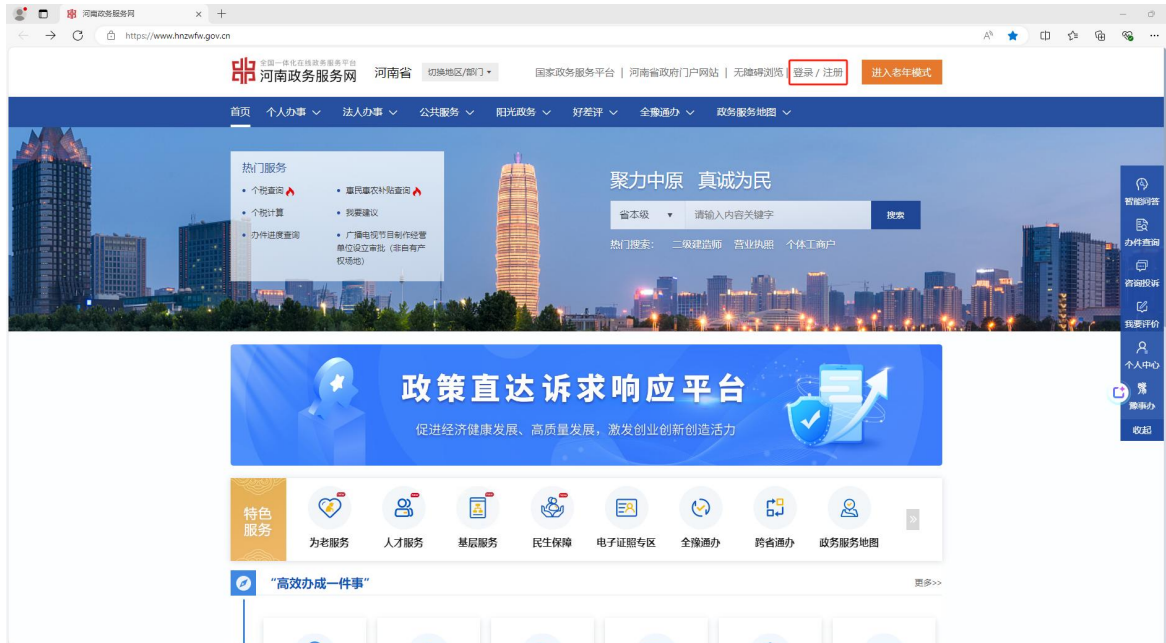 河南政务服务网
https://www.hnzwfw.gov.cn
全国一体化在线政务服务平台
河南政务服务网
河南省
切换地区/部门
国家政务服务平台 | 河南省政府门户网站 | 无障碍浏览 | 登录 / 注册
进入老年模式
首页 个人办事 法人办事 公共服务 阳光政务 好差评 全豫通办 政务服务地图
热门服务
• 个税查询
• 惠民惠农补贴查询
• 个税计算
• 我要建议
• 办件进度查询
• 广播电视节目制作经营
单位设立审批（非自有产
权场地）
聚力中原 真诚为民
省本级 请输入内容关键字 搜索
热门搜索： 二级建造师 营业执照 个体工商户
智能问答
办件查询
咨询投诉
我要评价
个人中心
豫事办
收起
政策直达诉求响应平台
促进经济健康发展、高质量发展，激发创业创新创造活力
特色
服务
为老服务 人才服务 基层服务 民生保障 电子证照专区 全豫通办 跨省通办 政务服务地图
“高效办成一件事”
更多>>